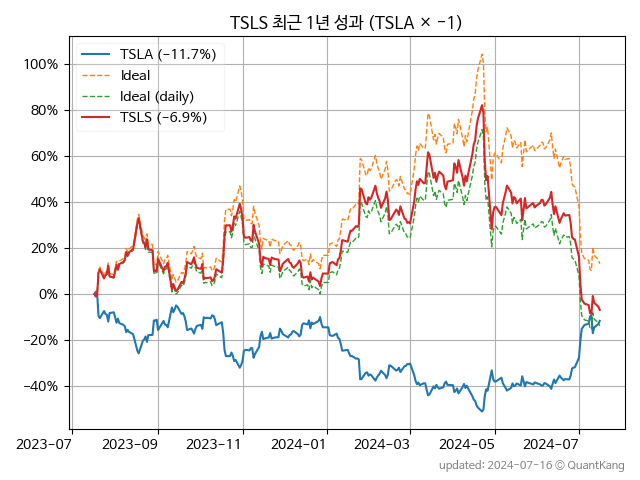 TSLS 최근 1년 성과 (TSLA × −1)
TSLA (−11.7%)
Ideal
Ideal (daily)
TSLS (−6.9%)
100%
80%
60%
40%
20%
0%
−20%
−40%
2023-07 2023-09 2023-11 2024-01 2024-03 2024-05 2024-07
updated: 2024-07-16 © QuantKang